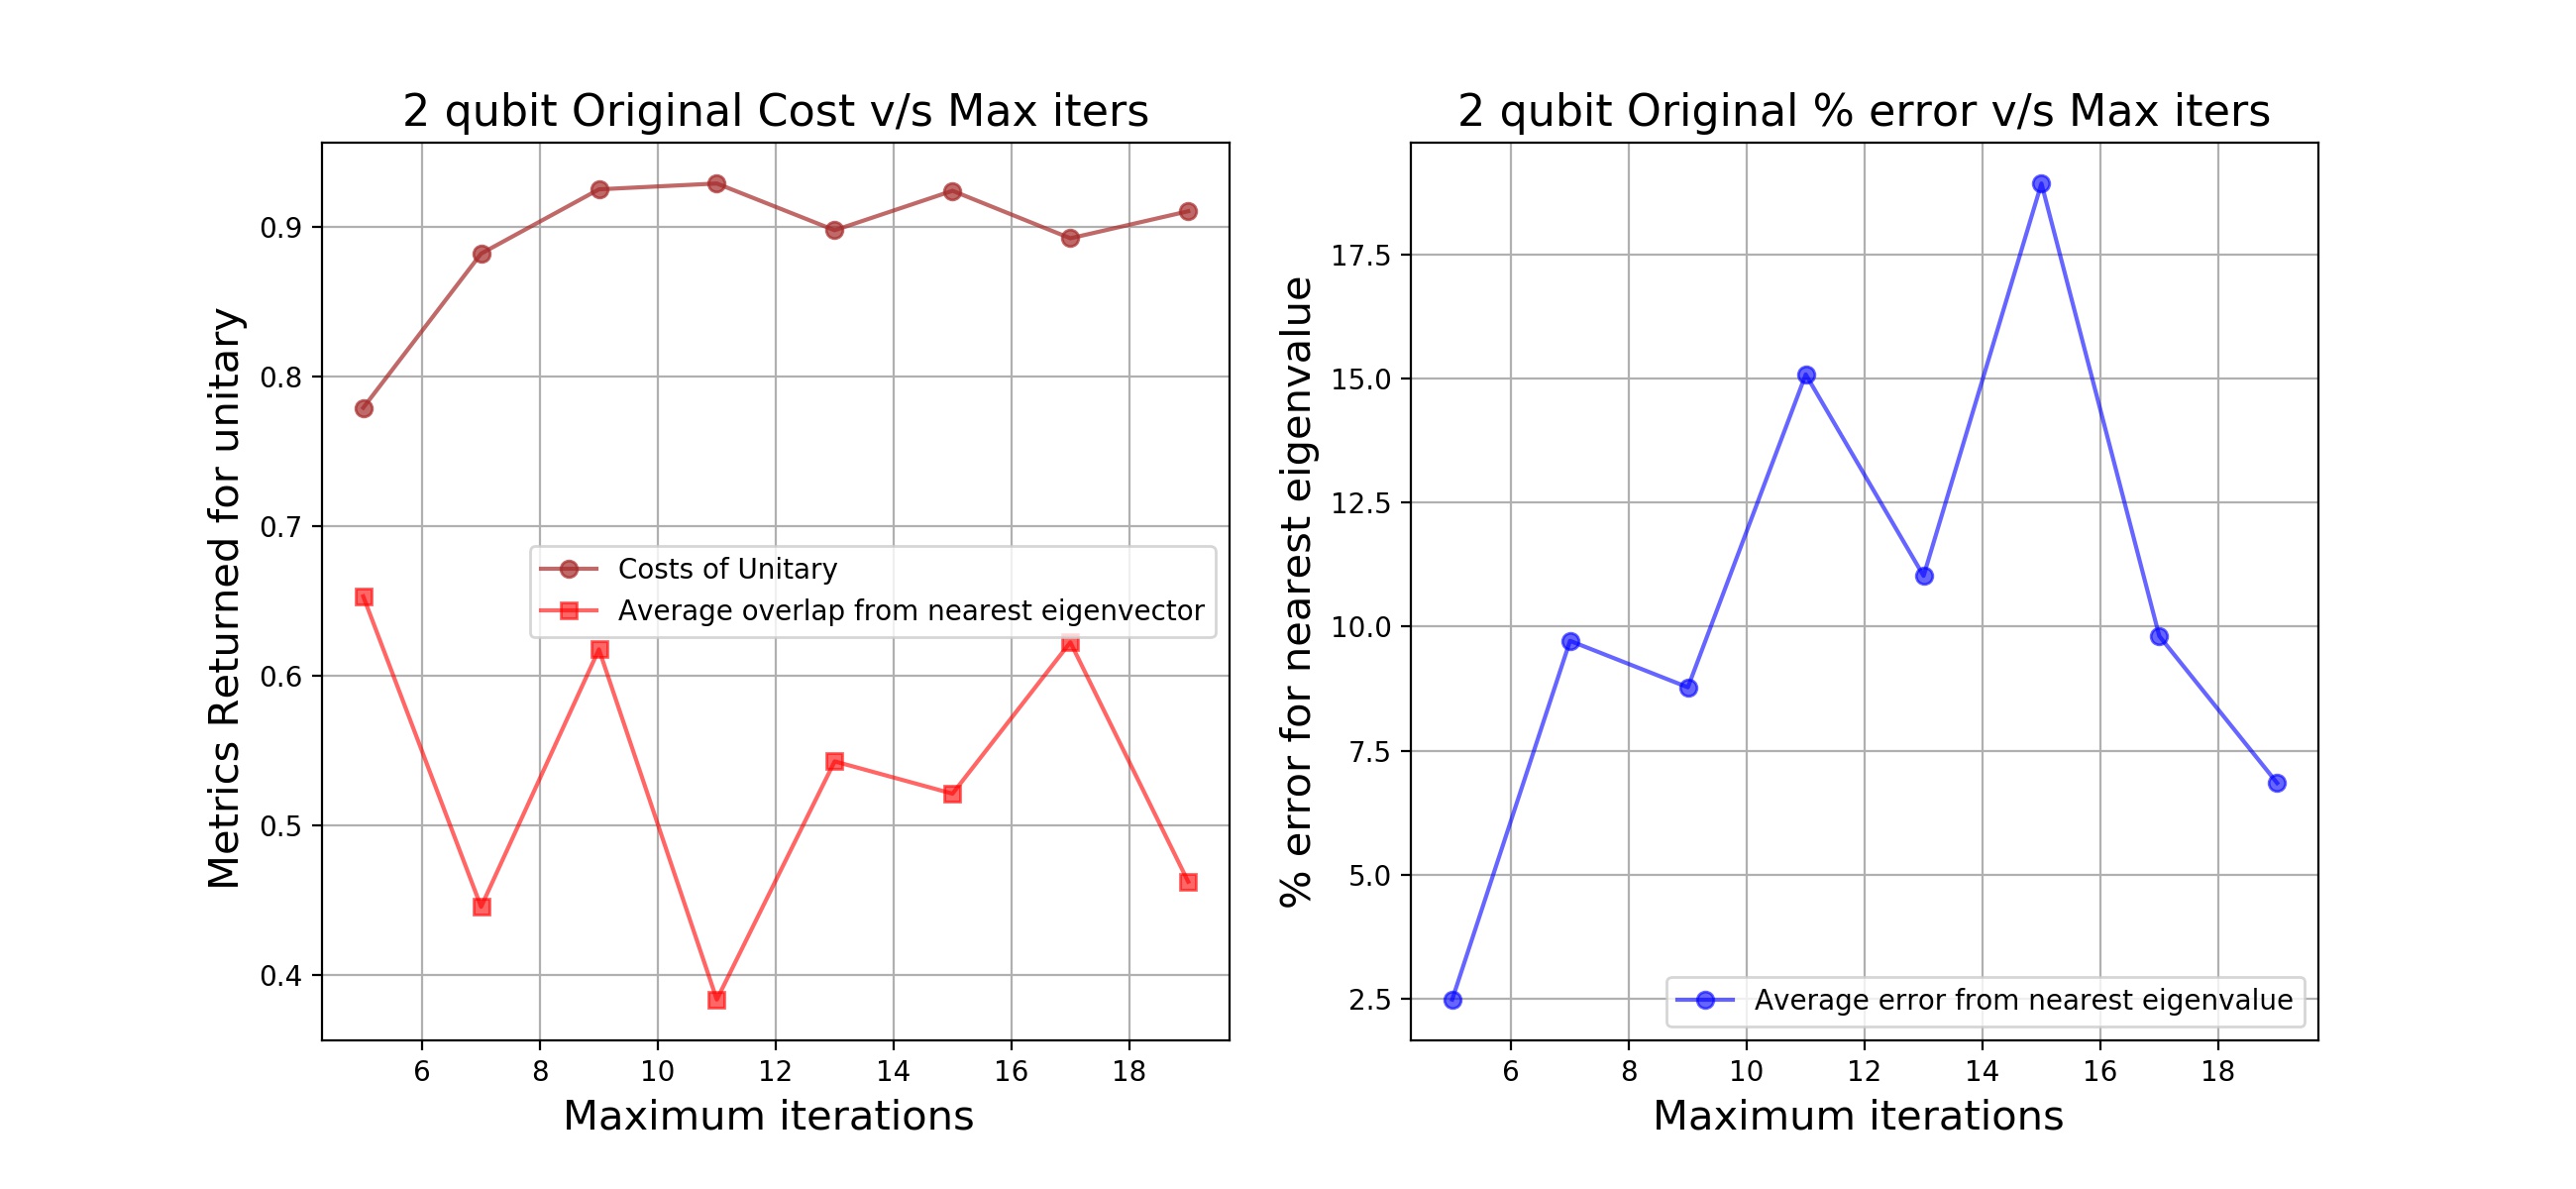 2 qubit Original Cost v/s Max iters
Metrics Returned for unitary
0.9
0.8
0.7
0.6
0.5
0.4
Costs of Unitary
Average overlap from nearest eigenvector
6 8 10 12 14 16 18
Maximum iterations
2 qubit Original % error v/s Max iters
% error for nearest eigenvalue
17.5
15.0
12.5
10.0
7.5
5.0
2.5
Average error from nearest eigenvalue
6 8 10 12 14 16 18
Maximum iterations